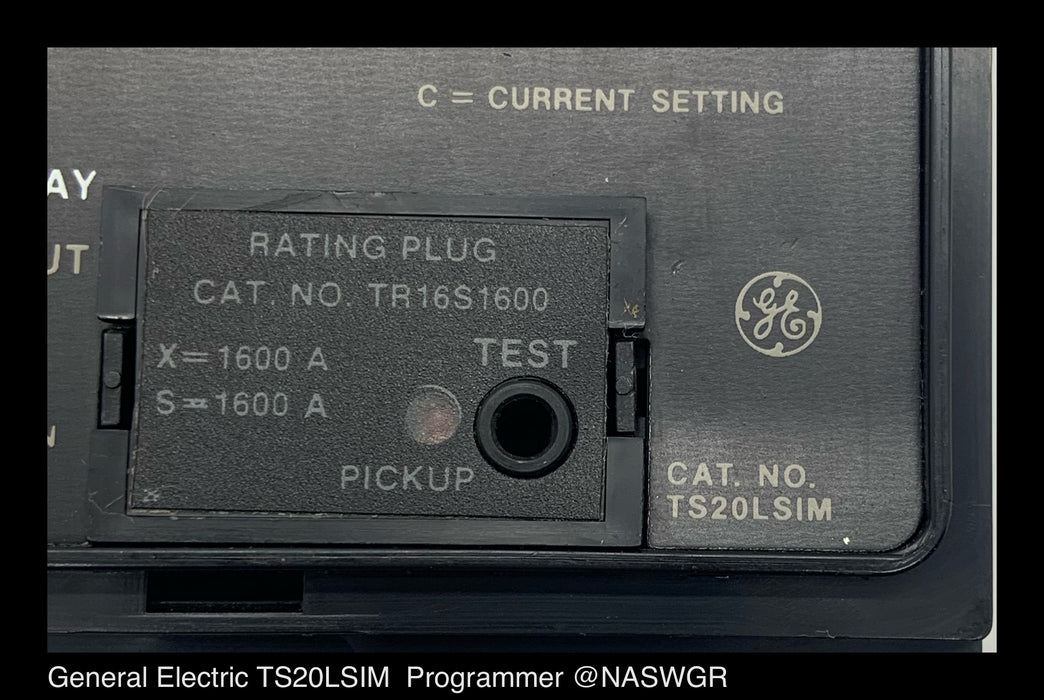 C = CURRENT SETTING
AY
UT
RATING PLUG
CAT. NO. TR16S1600
X=1600 A
S=1600 A
TEST
PICKUP
N
GE
CAT. NO.
TS20LSIM
General Electric TS20LSIM Programmer @NASWGR